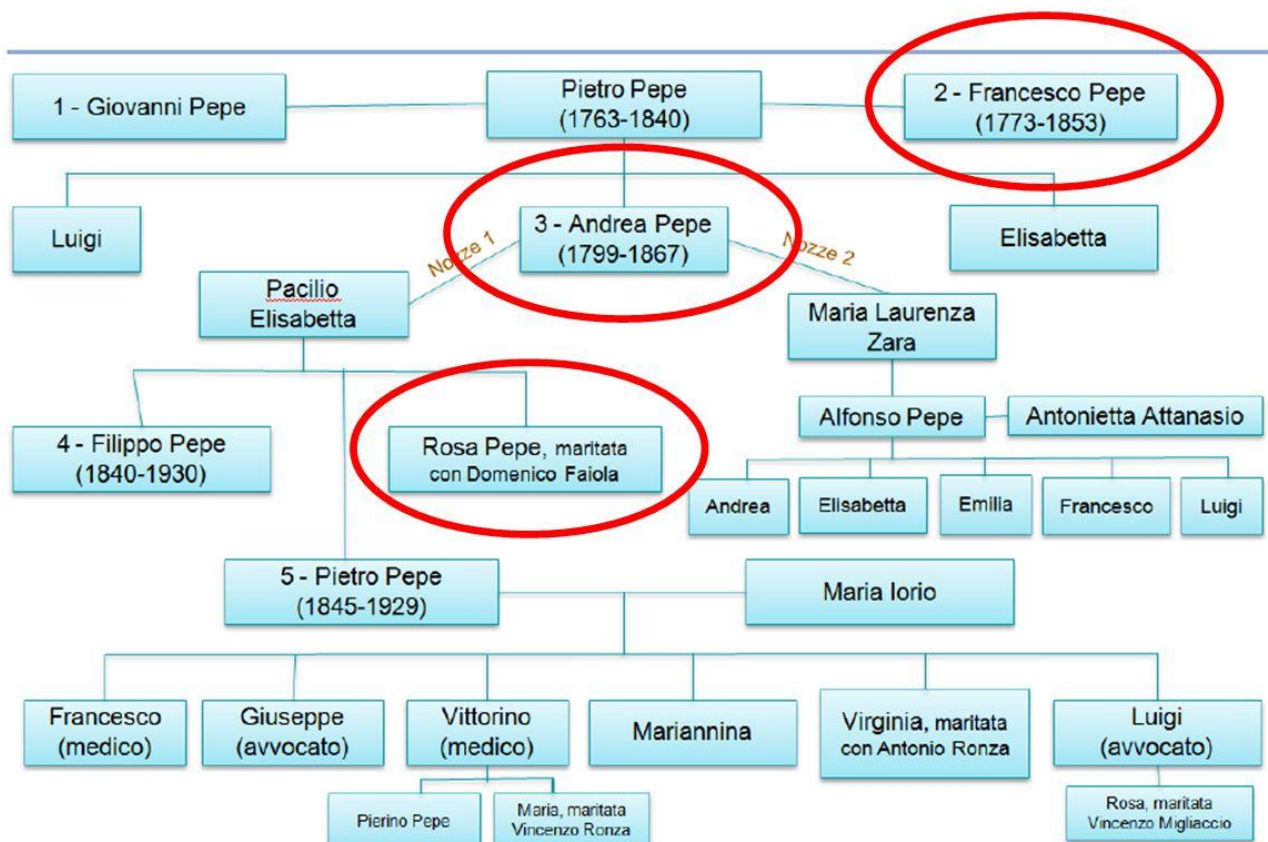 1 - Giovanni Pepe
Pietro Pepe
(1763-1840)
2 - Francesco Pepe
(1773-1853)
Luigi
3 - Andrea Pepe
(1799-1867)
Elisabetta
Nozze 1
Nozze 2
Pacilio
Elisabetta
Maria Laurenza
Zara
4 - Filippo Pepe
(1840-1930)
Rosa Pepe, maritata
con Domenico Faiola
Alfonso Pepe
Antonietta Attanasio
Andrea
Elisabetta
Emilia
Francesco
Luigi
5 - Pietro Pepe
(1845-1929)
Maria Iorio
Francesco
(medico)
Giuseppe
(avvocato)
Vittorino
(medico)
Mariannina
Virginia, maritata
con Antonio Ronza
Luigi
(avvocato)
Pierino Pepe
Maria, maritata
Vincenzo Ronza
Rosa, maritata
Vincenzo Migliaccio